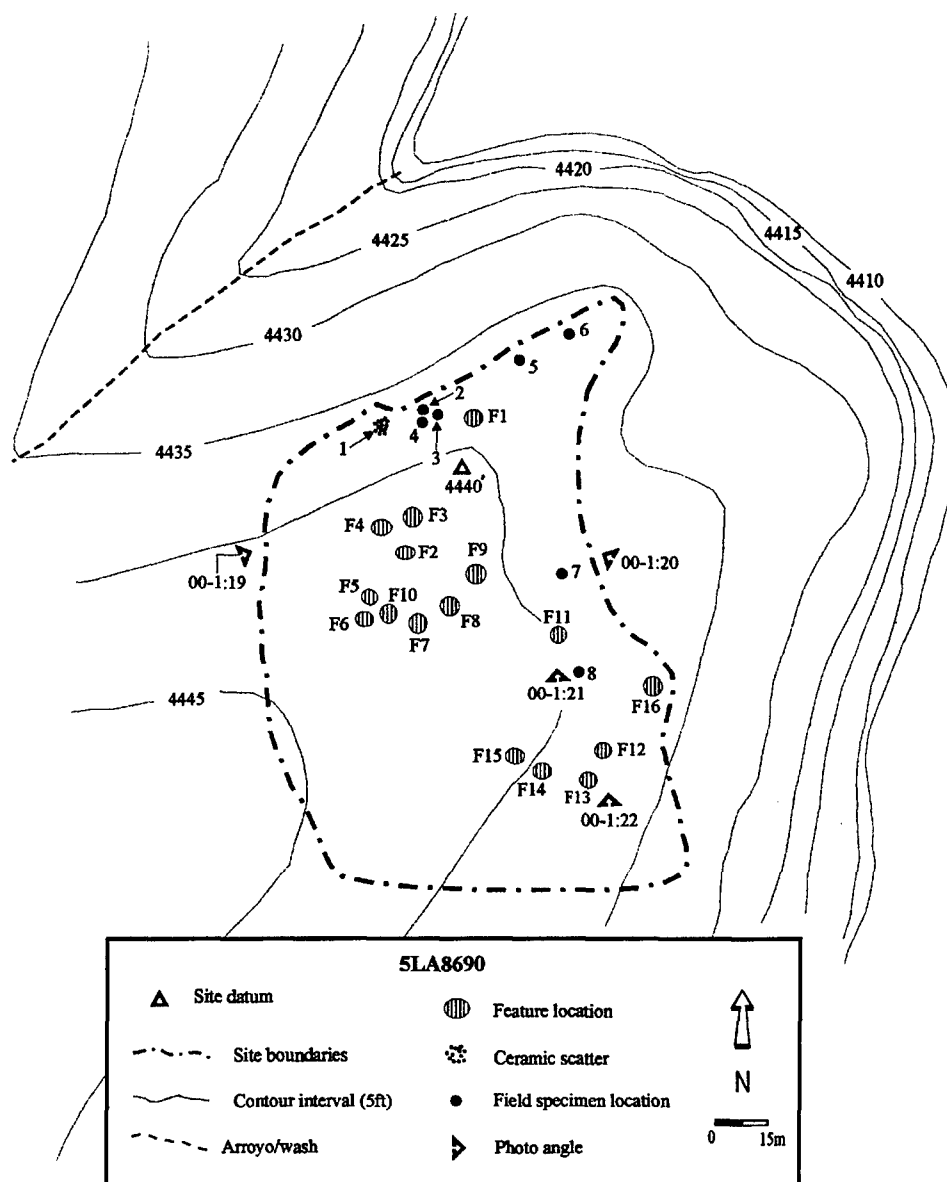 4420
4415
4425
4410
4430
6
5
2
F1
4
1
3
4435
4440'
F3
F4
F2
F9
7
00-1:20
00-1:19
F5
F10
F8
F6
F7
F11
8
4445
00-1:21
F16
F15
F12
F14
F13
00-1:22
5LA8690
Site datum
Feature location
Site boundaries
Ceramic scatter
Contour interval (5ft)
Field specimen location
Arroyo/wash
Photo angle
N
0 15m